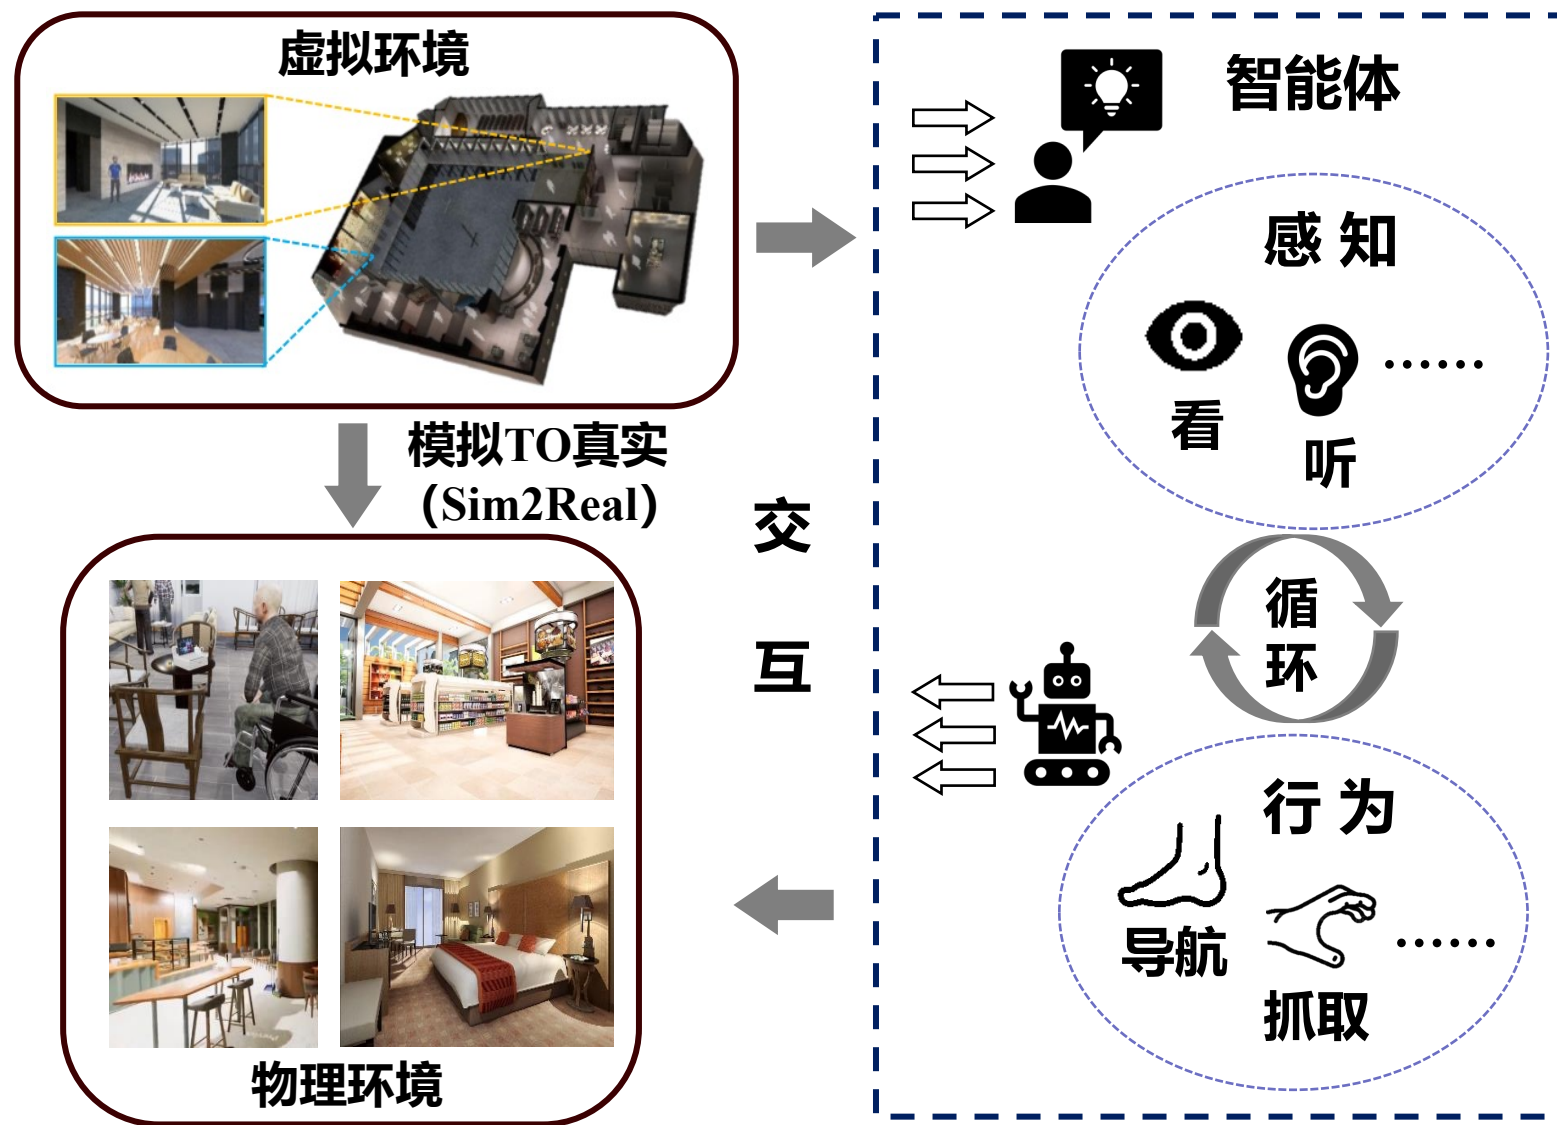 虚拟环境
模拟TO真实
（Sim2Real）
物理环境
交
互
智能体
感 知
看
听
······
循
环
行 为
导航
抓取
······